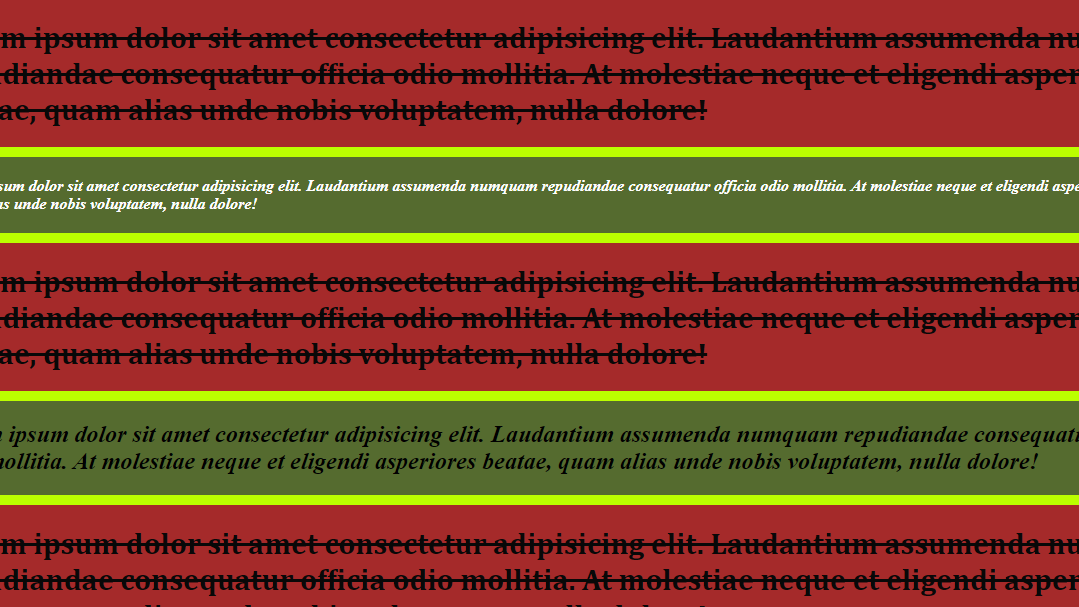 m ipsum dolor sit amet consectetur adipisicing elit. Laudantium assumenda nu
diandae consequatur officia odio mollitia. At molestiae neque et eligendi asper
ae, quam alias unde nobis voluptatem, nulla dolore!
sum dolor sit amet consectetur adipisicing elit. Laudantium assumenda numquam repudiandae consequatur officia odio mollitia. At molestiae neque et eligendi aspe
as unde nobis voluptatem, nulla dolore!
m ipsum dolor sit amet consectetur adipisicing elit. Laudantium assumenda nu
diandae consequatur officia odio mollitia. At molestiae neque et eligendi asper
ae, quam alias unde nobis voluptatem, nulla dolore!
ipsum dolor sit amet consectetur adipisicing elit. Laudantium assumenda numquam repudiandae consequatu
mollitia. At molestiae neque et eligendi asperiores beatae, quam alias unde nobis voluptatem, nulla dolore!
m ipsum dolor sit amet consectetur adipisicing elit. Laudantium assumenda nu
diandae consequatur officia odio mollitia. At molestiae neque et eligendi asper